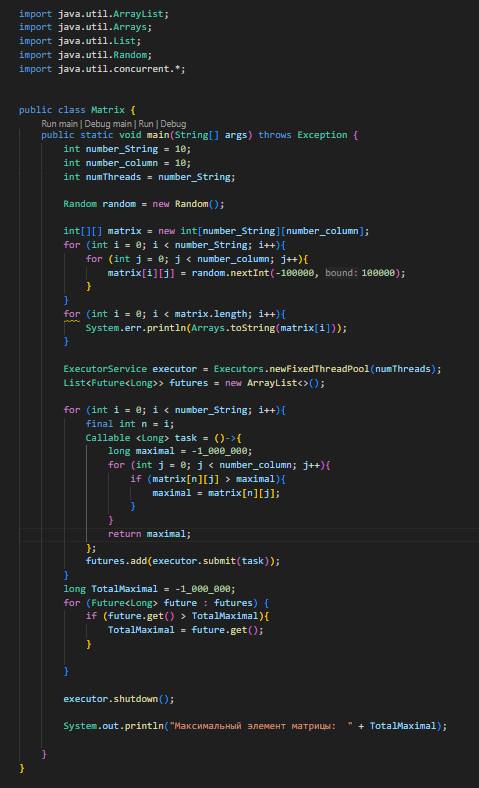 import java.util.ArrayList;
import java.util.Arrays;
import java.util.List;
import java.util.Random;
import java.util.concurrent.*;
public class Matrix {
Run main | Debug main | Run | Debug
public static void main(String[] args) throws Exception {
int number_String = 10;
int number_column = 10;
int numThreads = number_String;
Random random = new Random();
int[][] matrix = new int[number_String][number_column];
for (int i = 0; i < number_String; i++){
for (int j = 0; j < number_column; j++){
matrix[i][j] = random.nextInt(-100000, bound: 100000);
}
}
for (int i = 0; i < matrix.length; i++){
System.err.println(Arrays.toString(matrix[i]));
}
ExecutorService executor = Executors.newFixedThreadPool(numThreads);
List<Future<Long>> futures = new ArrayList<>();
for (int i = 0; i < number_String; i++){
final int n = i;
Callable <Long> task = ()->{
long maximal = -1_000_000;
for (int j = 0; j < number_column; j++){
if (matrix[n][j] > maximal){
maximal = matrix[n][j];
}
}
return maximal;
};
futures.add(executor.submit(task));
}
long TotalMaximal = -1_000_000;
for (Future<Long> future : futures) {
if (future.get() > TotalMaximal){
TotalMaximal = future.get();
}
}
executor.shutdown();
System.out.println("Максимальный элемент матрицы:  " + TotalMaximal);
}
}